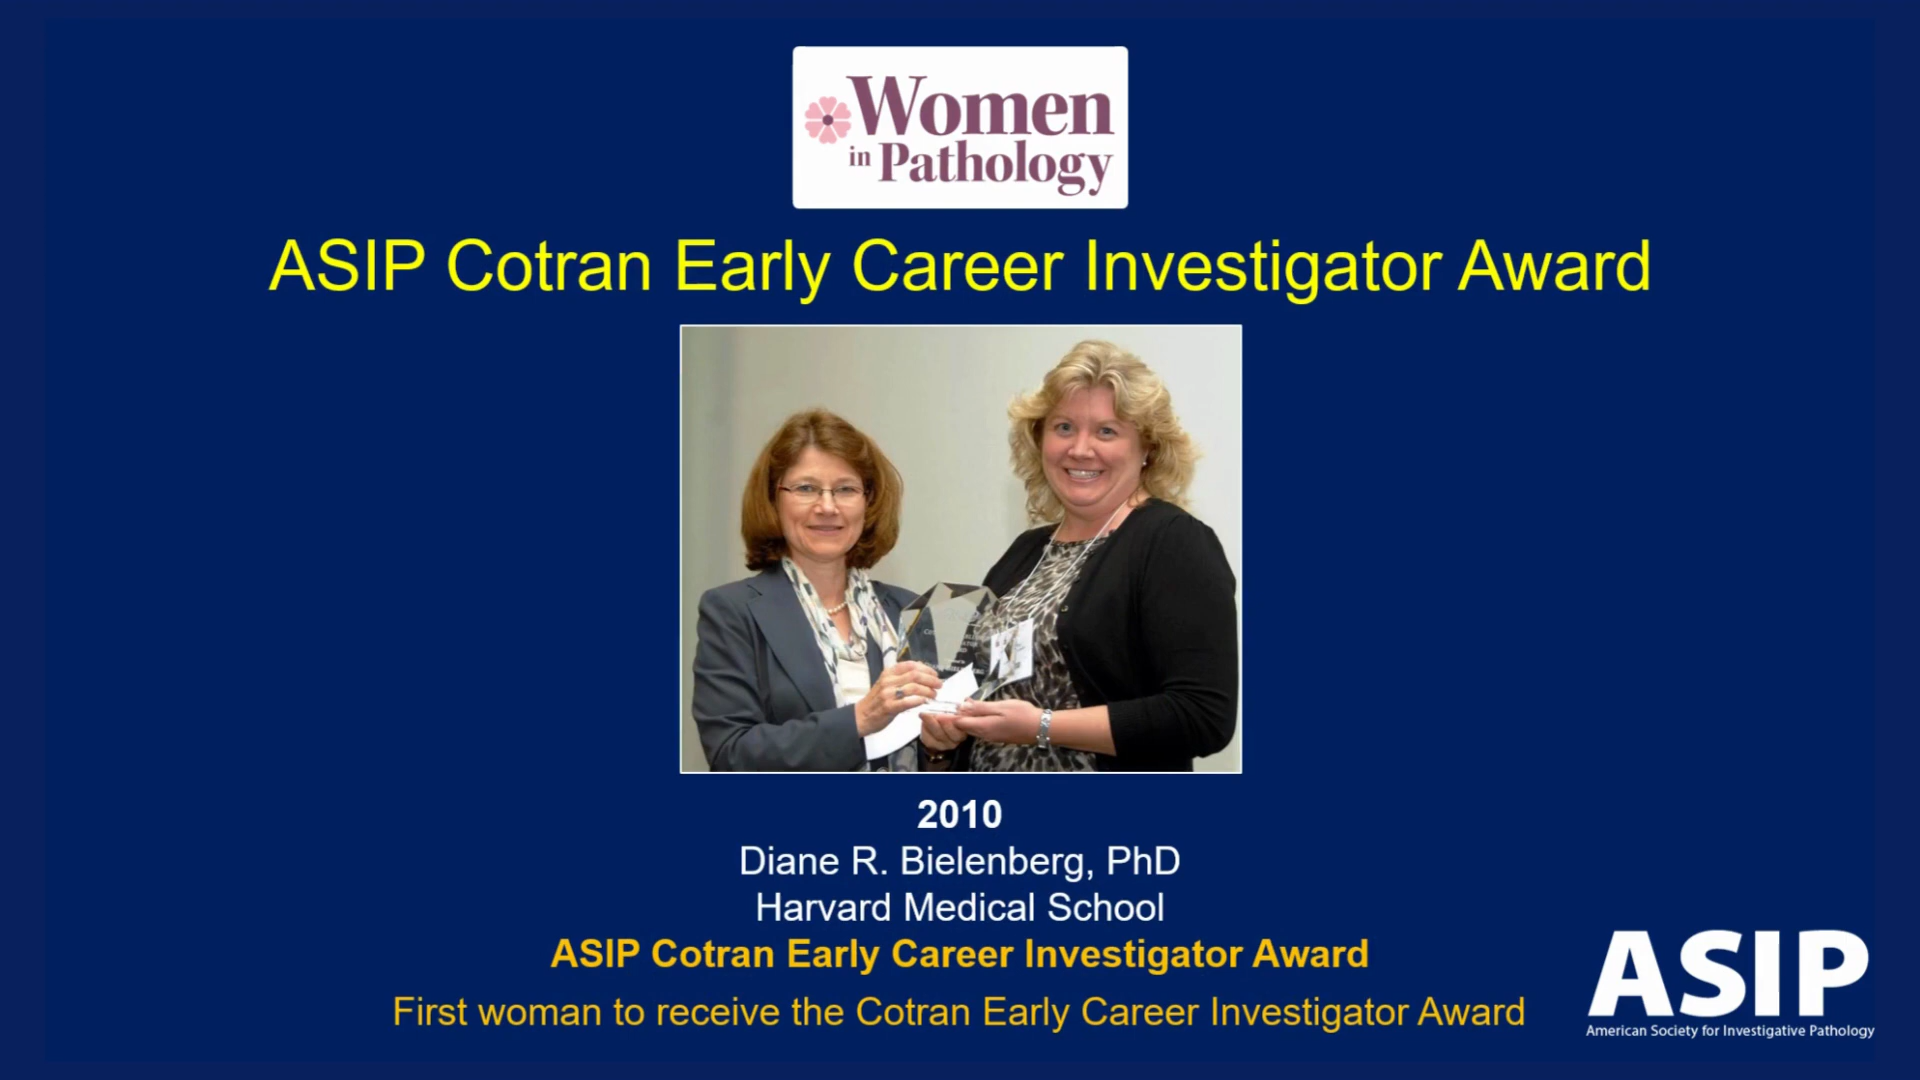 Women
in Pathology
ASIP Cotran Early Career Investigator Award
2010
Diane R. Bielenberg, PhD
Harvard Medical School
ASIP Cotran Early Career Investigator Award
First woman to receive the Cotran Early Career Investigator Award
ASIP
American Society for Investigative Pathology